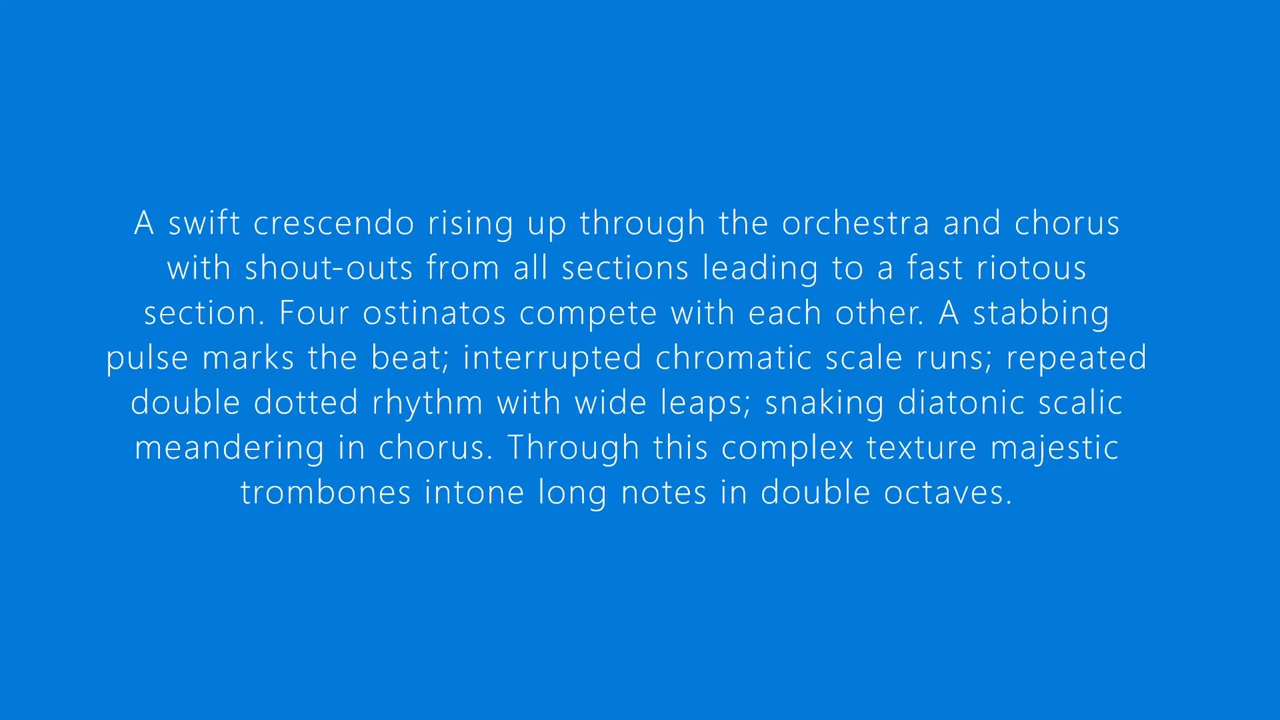 A swift crescendo rising up through the orchestra and chorus
with shout-outs from all sections leading to a fast riotous
section. Four ostinatos compete with each other. A stabbing
pulse marks the beat; interrupted chromatic scale runs; repeated
double dotted rhythm with wide leaps; snaking diatonic scalic
meandering in chorus. Through this complex texture majestic
trombones intone long notes in double octaves.